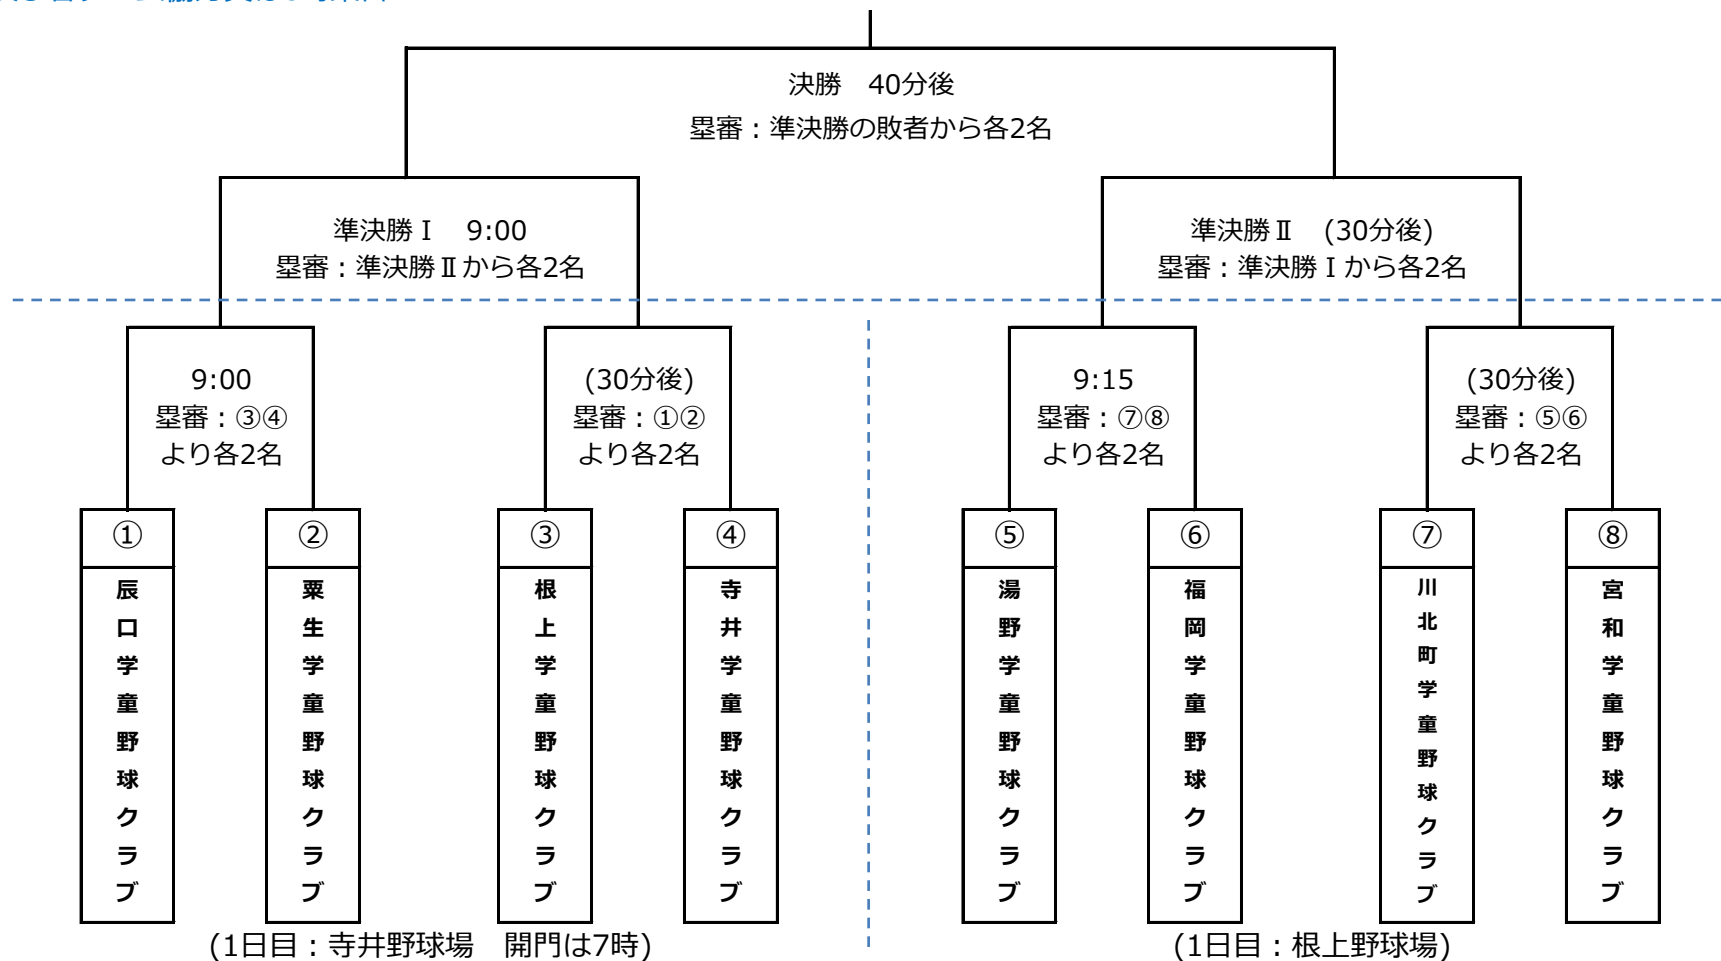 決勝　40分後
塁審：準決勝の敗者から各2名
準決勝Ⅰ　9:00
塁審：準決勝Ⅱから各2名
準決勝Ⅱ　(30分後)
塁審：準決勝Ⅰから各2名
9:00
塁審：③④
より各2名
(30分後)
塁審：①②
より各2名
9:15
塁審：⑦⑧
より各2名
(30分後)
塁審：⑤⑥
より各2名
①
辰口学童野球クラブ
②
粟生学童野球クラブ
③
根上学童野球クラブ
④
寺井学童野球クラブ
⑤
湯野学童野球クラブ
⑥
福岡学童野球クラブ
⑦
川北町学童野球クラブ
⑧
宮和学童野球クラブ
(1日目：寺井野球場　開門は7時)
(1日目：根上野球場)